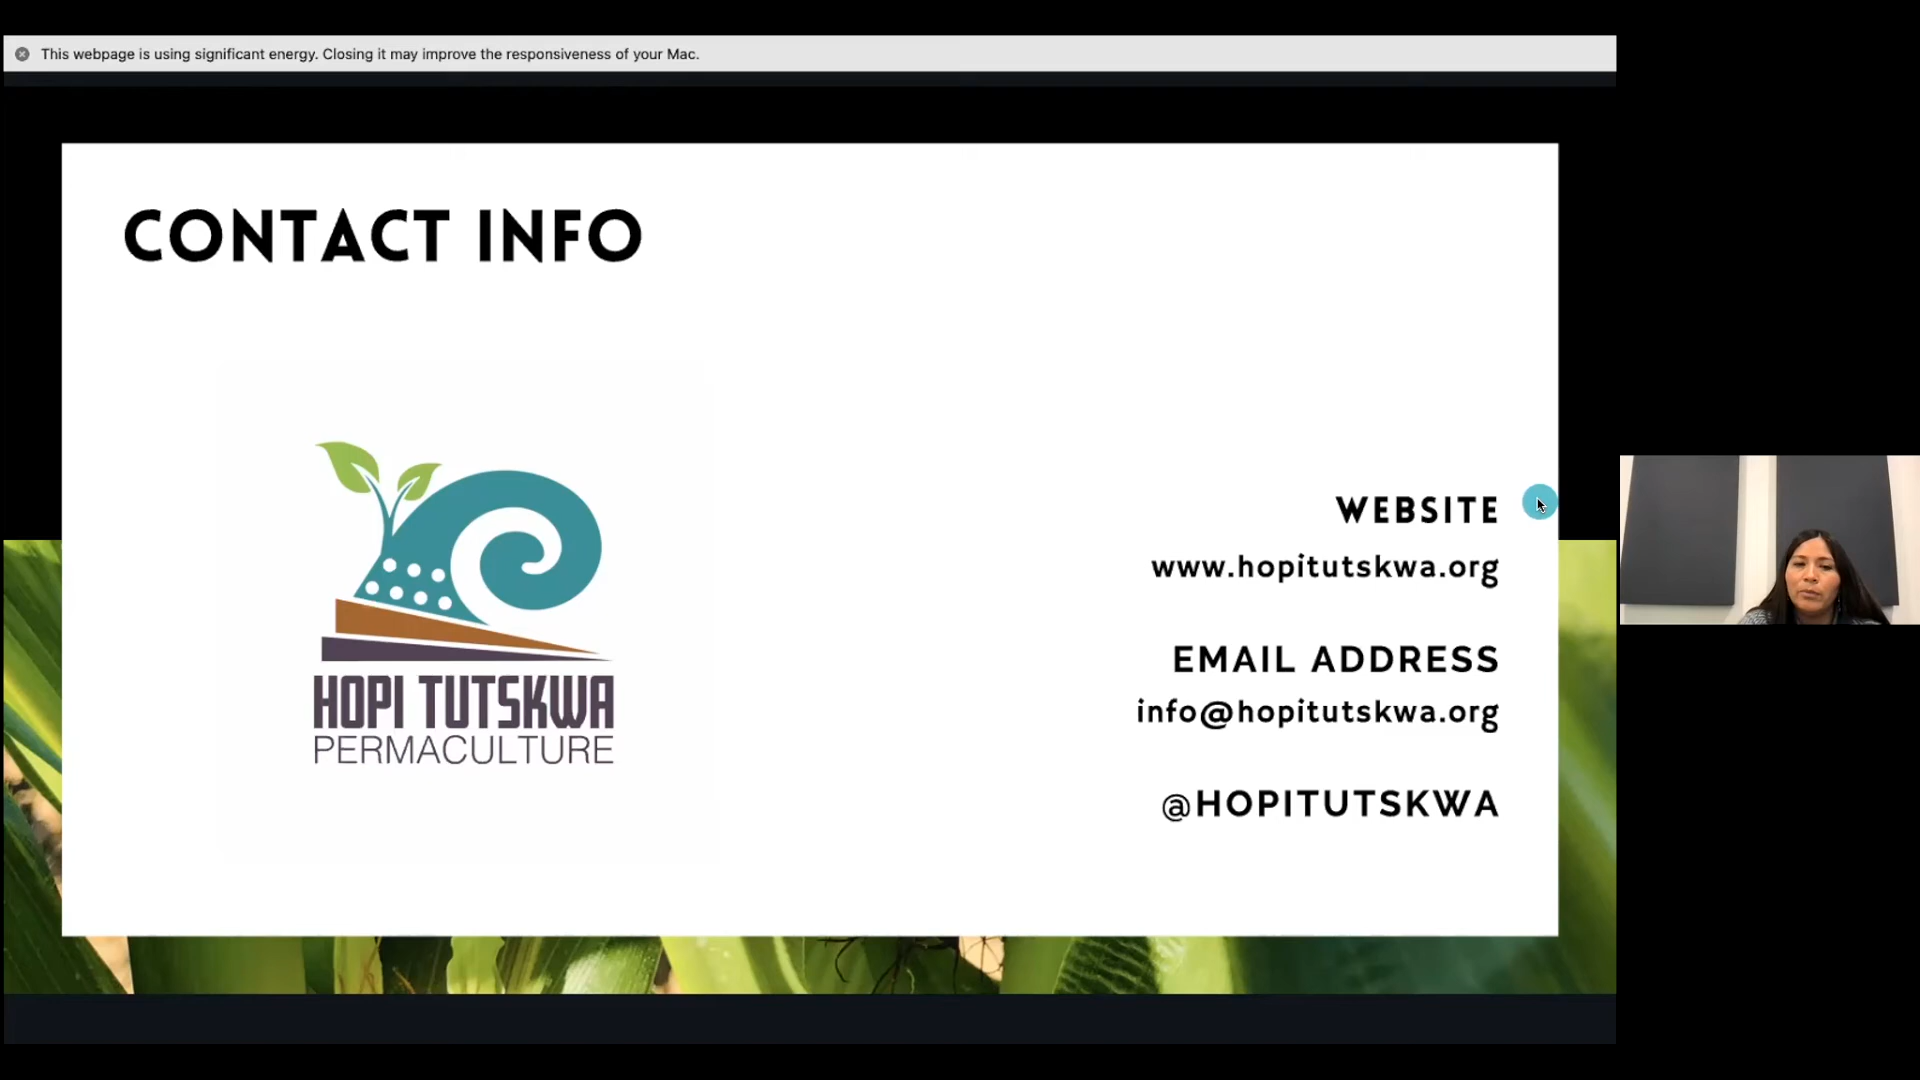 This webpage is using significant energy. Closing it may improve the responsiveness of your Mac.
CONTACT INFO
HOPI TUTSKWA
PERMACULTURE
WEBSITE
www.hopitutskwa.org
EMAIL ADDRESS
info@hopitutskwa.org
@HOPITUTSKWA